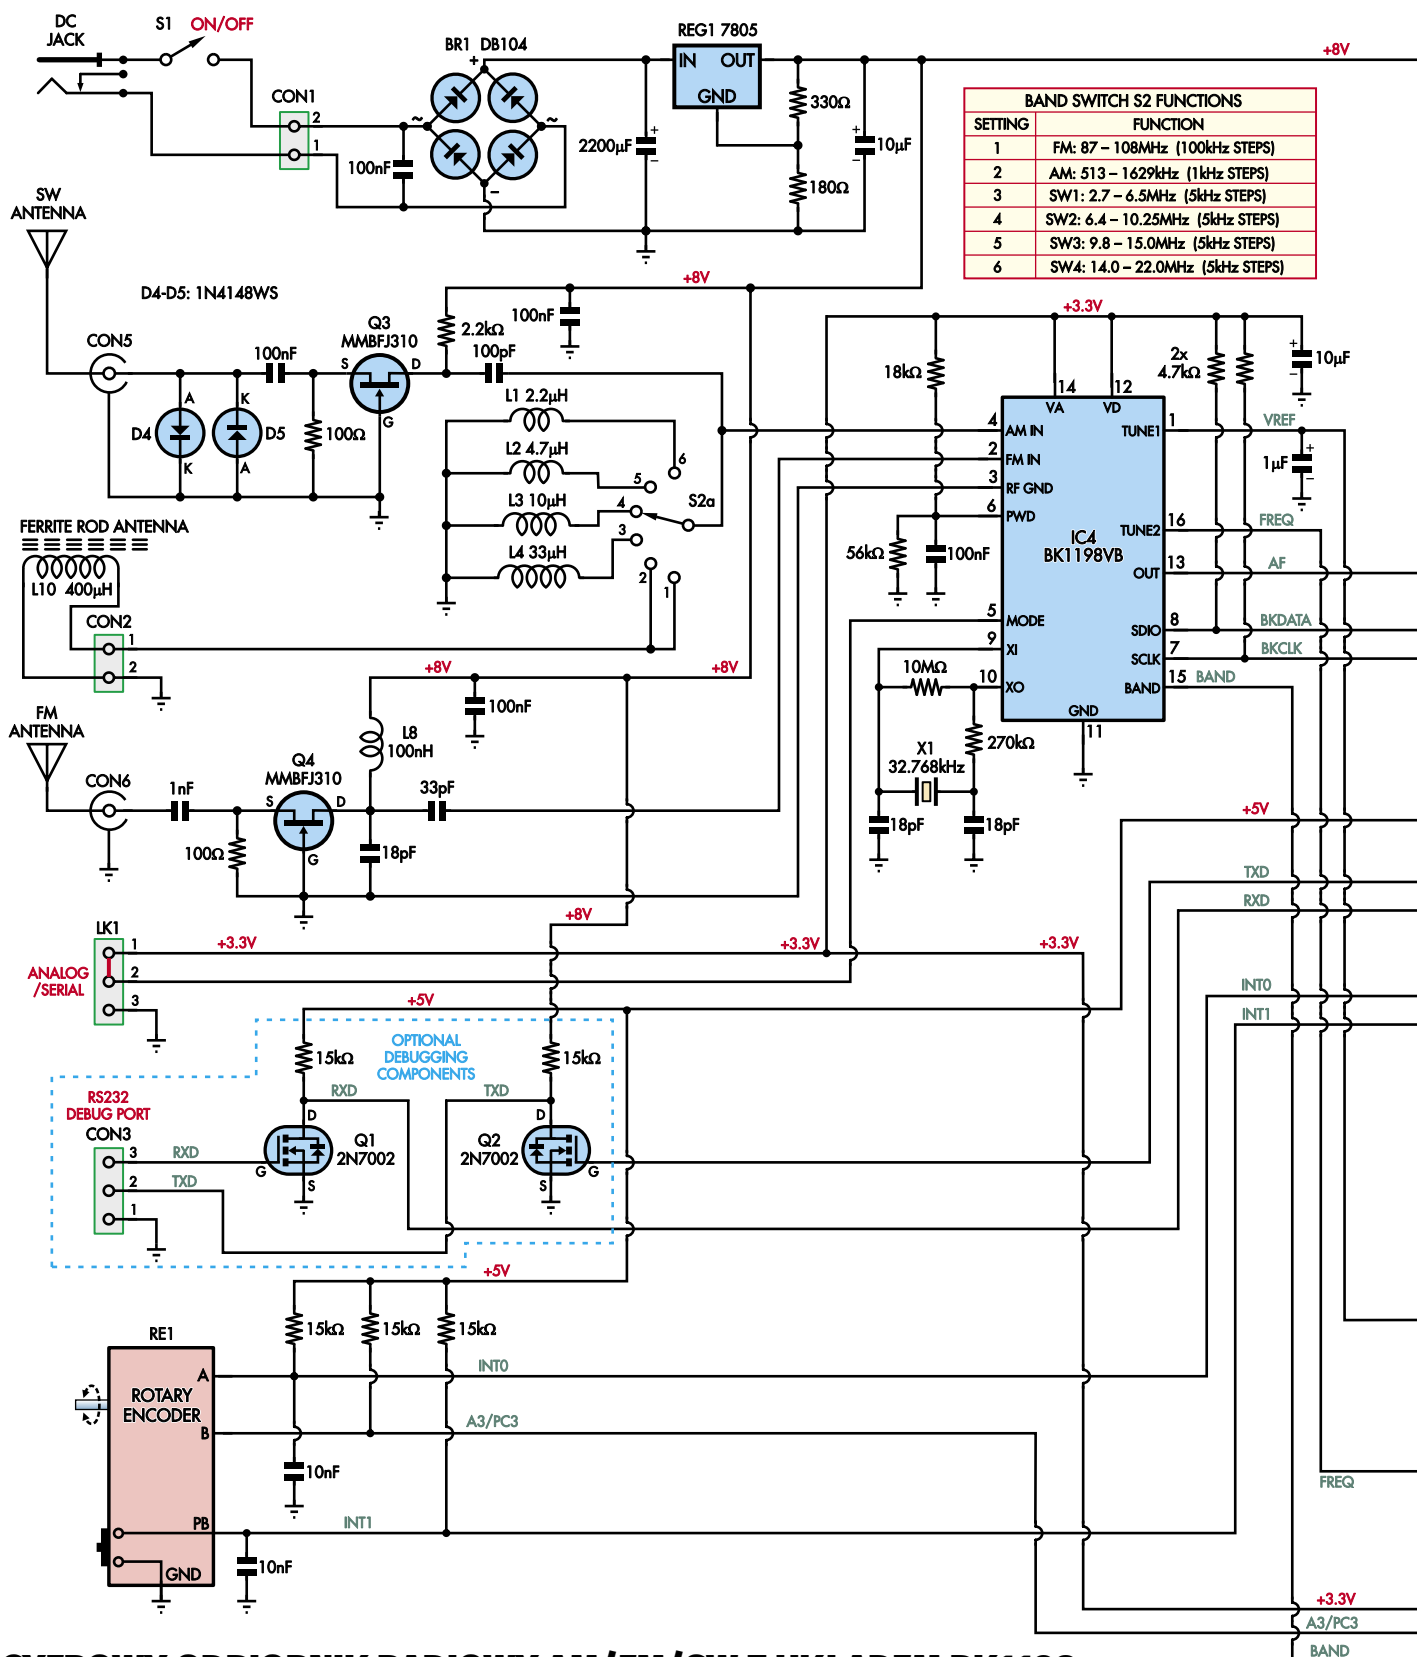 DC
JACK
S1 ON/OFF
CON1
2
1
100nF
BR1 DB104
+
~
~
–
2200µF
+
–
REG1 7805
IN OUT
GND
330Ω
180Ω
+
10µF
–
+8V
BAND SWITCH S2 FUNCTIONS
SETTING FUNCTION
1 FM: 87 – 108MHz (100kHz STEPS)
2 AM: 513 – 1629kHz (1kHz STEPS)
3 SW1: 2.7 – 6.5MHz (5kHz STEPS)
4 SW2: 6.4 – 10.25MHz (5kHz STEPS)
5 SW3: 9.8 – 15.0MHz (5kHz STEPS)
6 SW4: 14.0 – 22.0MHz (5kHz STEPS)
SW
ANTENNA
D4-D5: 1N4148WS
CON5
100nF
Q3
MMBFJ310
S D
G
A
D4
K
K
D5
A
100Ω
+8V
2.2kΩ
100nF
100pF
L1 2.2µH
L2 4.7µH
L3 10µH
L4 33µH
6
5
4
3
2
1
S2a
FERRITE ROD ANTENNA
L10 400µH
CON2
1
2
+8V +8V
100nF
FM
ANTENNA
CON6
1nF
100Ω
Q4
MMBFJ310
S D
G
L8
100nH
33pF
18pF
+3.3V
18kΩ
56kΩ
100nF
2x
4.7kΩ
+
10µF
–
14 12
VA VD
4 AM IN
2 FM IN
3 RF GND
6 PWD
5 MODE
9 XI
10 XO
IC4
BK1198VB
TUNE1 1 VREF
+
1µF
–
TUNE2 16 FREQ
OUT 13 AF
SDIO 8 BKDATA
SCLK 7 BKCLK
BAND 15 BAND
GND
11
10MΩ
270kΩ
X1
32.768kHz
18pF 18pF
+5V
TXD
RXD
+8V
LK1
1
2
3
ANALOG
/SERIAL
+3.3V +3.3V +3.3V
+5V
INT0
INT1
OPTIONAL
DEBUGGING
COMPONENTS
15kΩ 15kΩ
RXD TXD
RS232
DEBUG PORT
CON3
3 RXD
2 TXD
1
D
Q1
2N7002
G
S
D
Q2
2N7002
G
S
+5V
15kΩ 15kΩ 15kΩ
RE1
ROTARY
ENCODER
A
B
PB
GND
INT0
A3/PC3
10nF
INT1
10nF
FREQ
+3.3V
A3/PC3
BAND